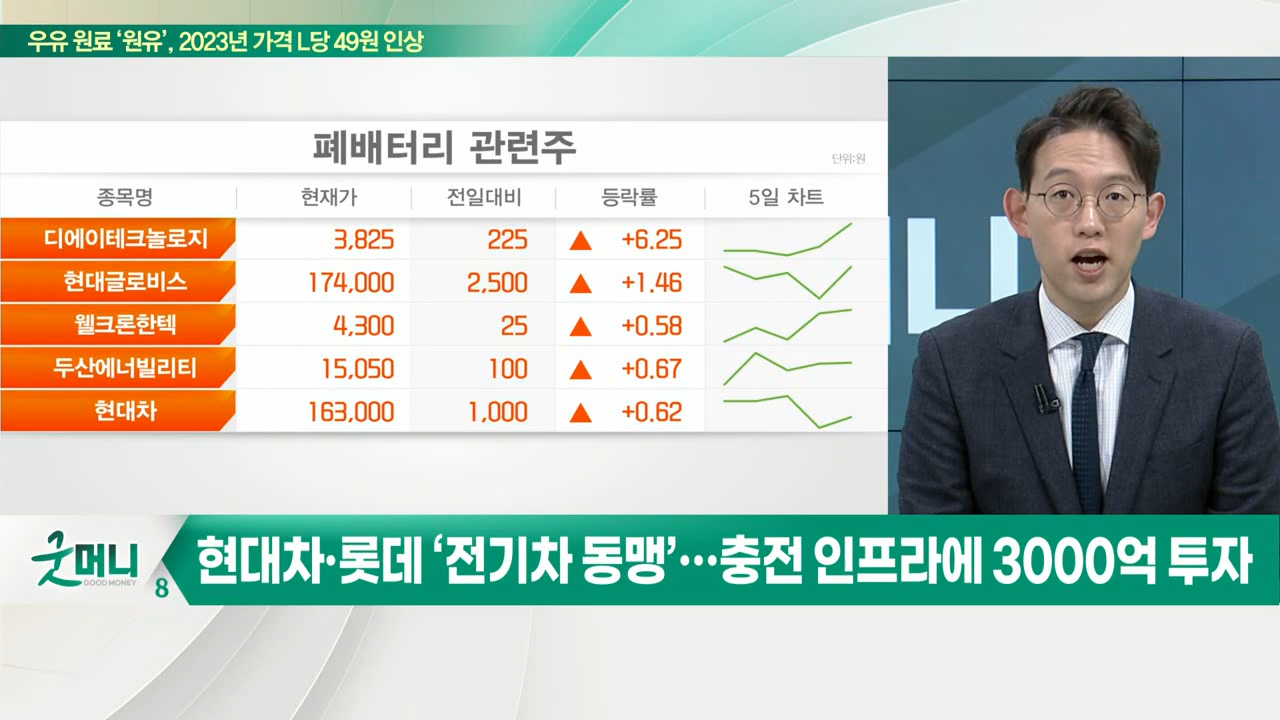 우유 원료 ‘원유’, 2023년 가격 L당 49원 인상
폐배터리 관련주
단위:원
종목명 현재가 전일대비 등락률 5일 차트
디에이테크놀로지 3,825 225 ▲ +6.25
현대글로비스 174,000 2,500 ▲ +1.46
웰크론한텍 4,300 25 ▲ +0.58
두산에너빌리티 15,050 100 ▲ +0.67
현대차 163,000 1,000 ▲ +0.62
니
굿머니
GOOD MONEY
8
현대차·롯데 ‘전기차 동맹’…충전 인프라에 3000억 투자